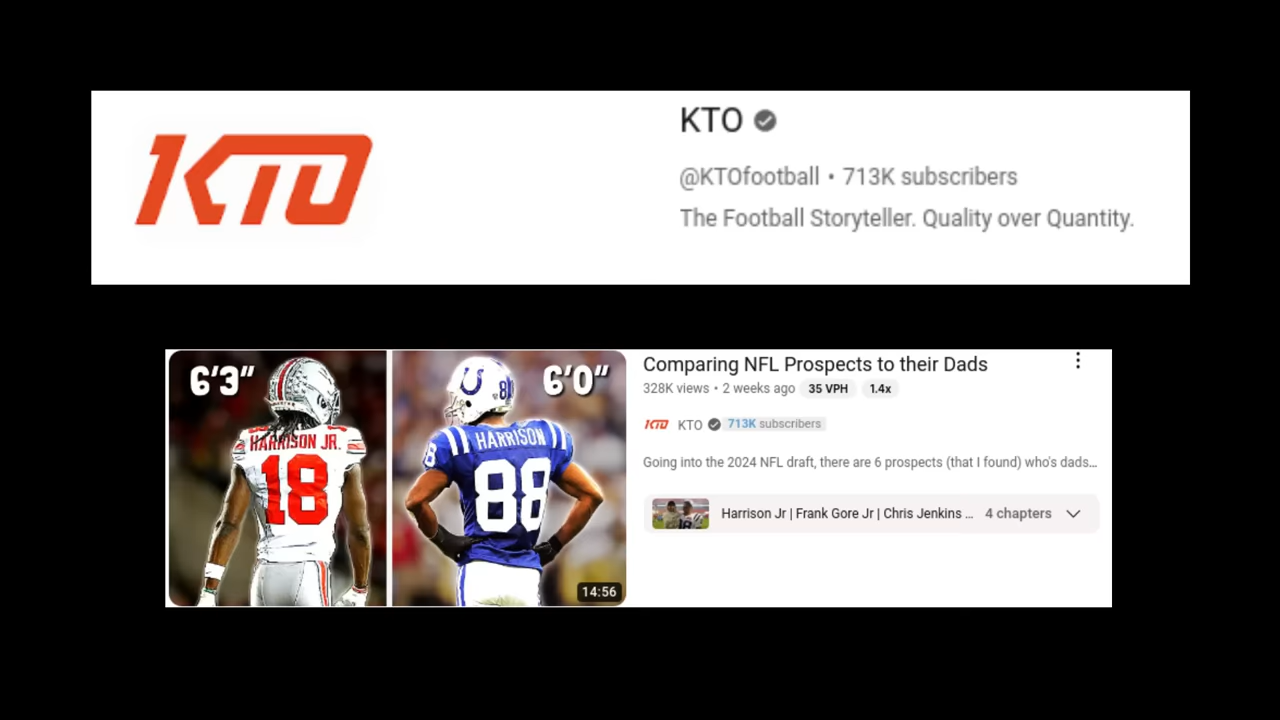 KTO
KTO
@KTOfootball • 713K subscribers
The Football Storyteller. Quality over Quantity.
6'3"
HARRISON JR.
18
6'0"
HARRISON
88
14:56
Comparing NFL Prospects to their Dads
328K views • 2 weeks ago 35 VPH 1.4x
KTO KTO 713K subscribers
Going into the 2024 NFL draft, there are 6 prospects (that I found) who's dads...
Harrison Jr | Frank Gore Jr | Chris Jenkins ... 4 chapters